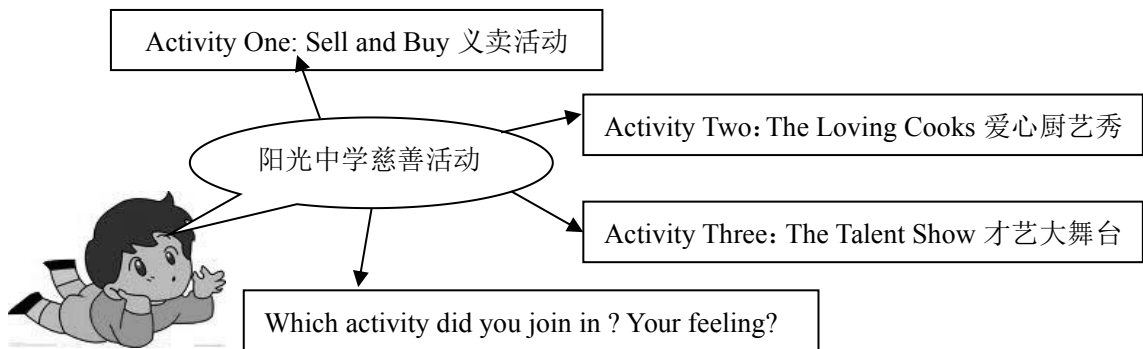 Activity One: Sell and Buy 义卖活动
Activity Two：The Loving Cooks 爱心厨艺秀
阳光中学慈善活动
Activity Three：The Talent Show 才艺大舞台
Which activity did you join in ? Your feeling?